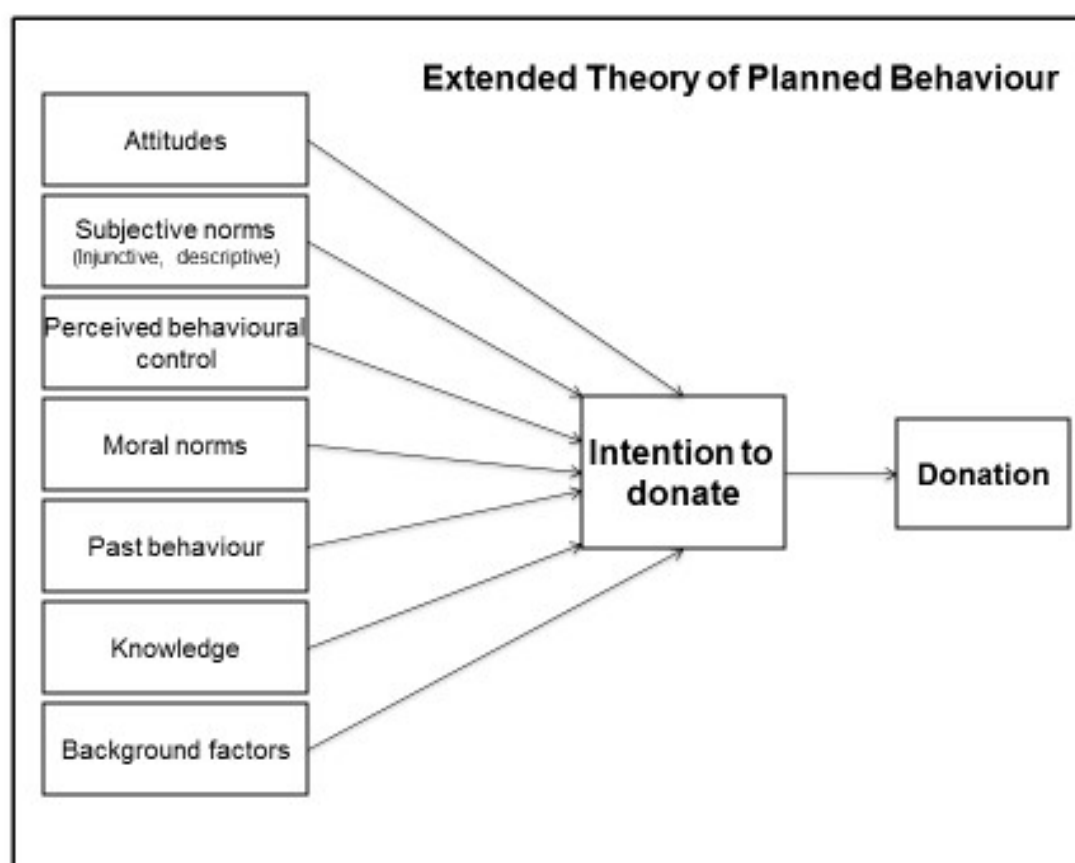 Extended Theory of Planned Behaviour
Attitudes
Subjective norms
(Injunctive, descriptive)
Perceived behavioural
control
Moral norms
Past behaviour
Knowledge
Background factors
Intention to
donate
Donation